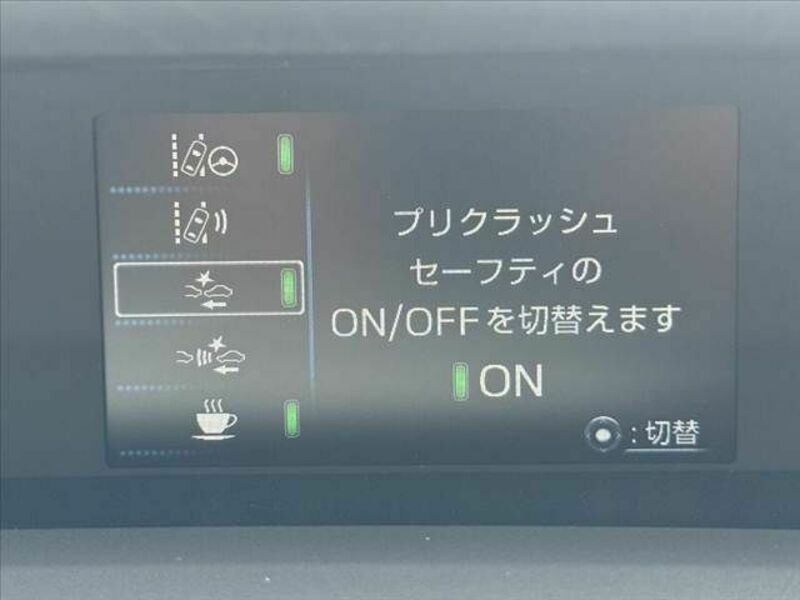 プリクラッシュ
セーフティの
ON/OFFを切替えます
ON
:切替